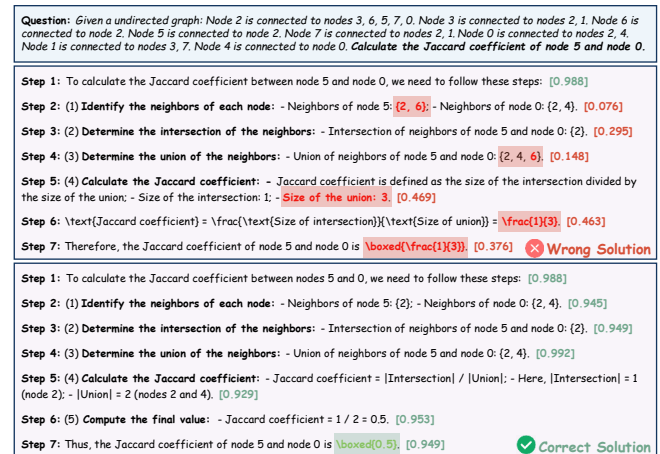 Question: Given a undirected graph: Node 2 is connected to nodes 3, 6, 5, 7, 0. Node 3 is connected to nodes 2, 1. Node 6 is
connected to node 2. Node 5 is connected to node 2. Node 7 is connected to nodes 2, 1. Node 0 is connected to nodes 2, 4.
Node 1 is connected to nodes 3, 7. Node 4 is connected to node 0. Calculate the Jaccard coefficient of node 5 and node 0.
Step 1: To calculate the Jaccard coefficient between node 5 and node 0, we need to follow these steps: [0.988]
Step 2: (1) Identify the neighbors of each node: - Neighbors of node 5: {2, 6}; - Neighbors of node 0: {2, 4}. [0.076]
Step 3: (2) Determine the intersection of the neighbors: - Intersection of neighbors of node 5 and node 0: {2}. [0.295]
Step 4: (3) Determine the union of the neighbors: - Union of neighbors of node 5 and node 0: {2, 4, 6}. [0.148]
Step 5: (4) Calculate the Jaccard coefficient: - Jaccard coefficient is defined as the size of the intersection divided by
the size of the union; - Size of the intersection: 1; - Size of the union: 3. [0.469]
Step 6: \text{Jaccard coefficient} = \frac{\text{Size of intersection}}{\text{Size of union}} = \frac{1}{3}. [0.463]
Step 7: Therefore, the Jaccard coefficient of node 5 and node 0 is \boxed{\frac{1}{3}}. [0.376] Wrong Solution
Step 1: To calculate the Jaccard coefficient between nodes 5 and 0, we need to follow these steps: [0.988]
Step 2: (1) Identify the neighbors of each node: - Neighbors of node 5: {2}; - Neighbors of node 0: {2, 4}. [0.945]
Step 3: (2) Determine the intersection of the neighbors: - Intersection of neighbors of node 5 and node 0: {2}. [0.949]
Step 4: (3) Determine the union of the neighbors: - Union of neighbors of node 5 and node 0: {2, 4}. [0.992]
Step 5: (4) Calculate the Jaccard coefficient: - Jaccard coefficient = |Intersection| / |Union|; - Here, |Intersection| = 1
(node 2); - |Union| = 2 (nodes 2 and 4). [0.929]
Step 6: (5) Compute the final value: - Jaccard coefficient = 1 / 2 = 0.5. [0.953]
Step 7: Thus, the Jaccard coefficient of node 5 and node 0 is \boxed{0.5}. [0.949] Correct Solution